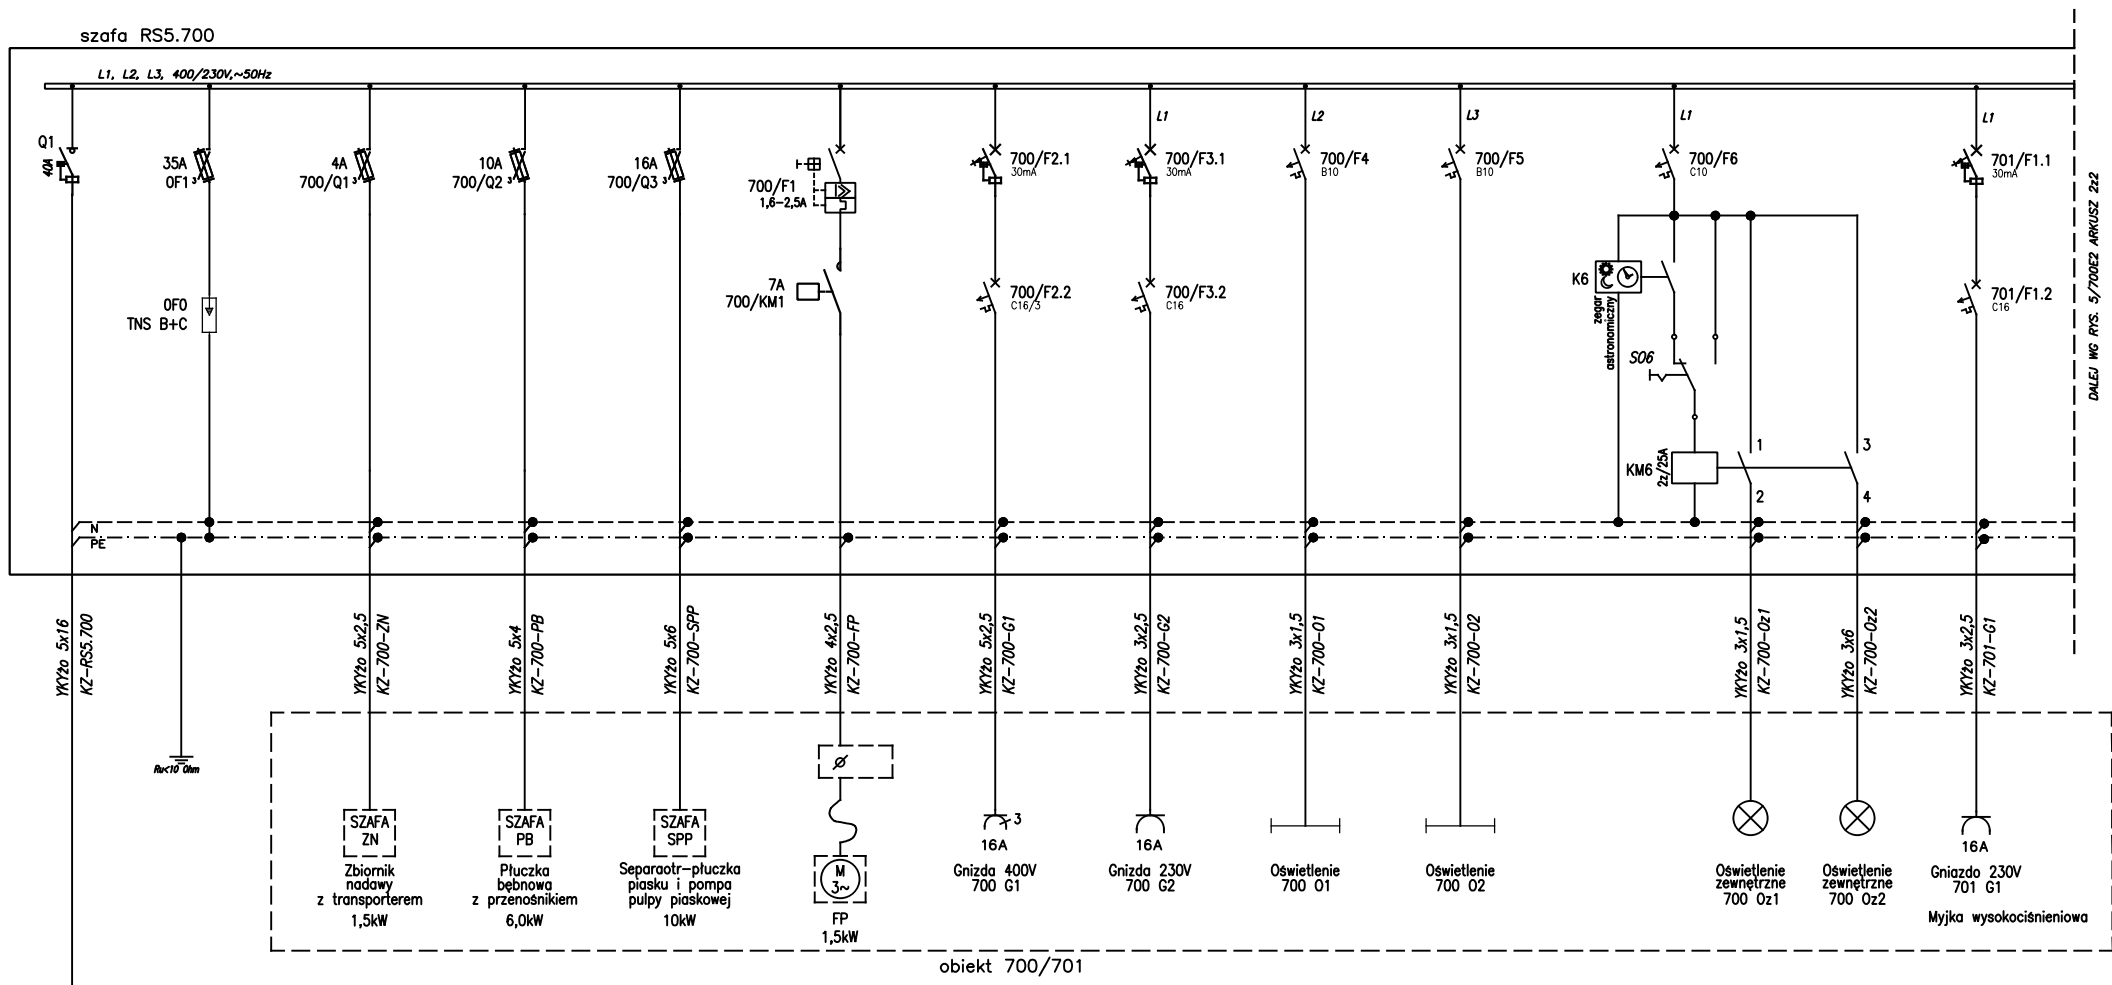 szafa RS5.700
L1, L2, L3, 400/230V,~50Hz
Q1
40A
35A
0F1
3
0F0
TNS B+C
4A
700/Q1
3
10A
700/Q2
3
16A
700/Q3
3
700/F1
1,6-2,5A
7A
700/KM1
700/F2.1
30mA
700/F2.2
C16/3
L1
700/F3.1
30mA
700/F3.2
C16
L2
700/F4
B10
L3
700/F5
B10
L1
700/F6
C10
K6
zegar
astronomiczny
S06
KM6
2z/25A
1
2
3
4
L1
701/F1.1
30mA
701/F1.2
C16
DALEJ WG RYS. 5/700E2 ARKUSZ 2z2
N
PE
YKYżo 5x16
KZ-RS5.700
Ru<10 Ohm
YKYżo 5x2,5
KZ-700-ZN
YKYżo 5x4
KZ-700-PB
YKYżo 5x6
KZ-700-SPP
YKYżo 4x2,5
KZ-700-FP
YKYżo 5x2,5
KZ-700-G1
YKYżo 3x2,5
KZ-700-G2
YKYżo 3x1,5
KZ-700-O1
YKYżo 3x1,5
KZ-700-O2
YKYżo 3x1,5
KZ-700-Oz1
YKYżo 3x6
KZ-700-Oz2
YKYżo 3x2,5
KZ-701-G1
SZAFA
ZN
Zbiornik
nadawy
z transporterem
1,5kW
SZAFA
PB
Płuczka
bębnowa
z przenośnikiem
6,0kW
SZAFA
SPP
Separaotr-płuczka
piasku i pompa
pulpy piaskowej
10kW
M
3~
FP
1,5kW
3
16A
Gnizda 400V
700 G1
16A
Gnizda 230V
700 G2
Oświetlenie
700 O1
Oświetlenie
700 O2
Oświetlenie
zewnętrzne
700 Oz1
Oświetlenie
zewnętrzne
700 Oz2
16A
Gniazdo 230V
701 G1
Myjka wysokociśnieniowa
obiekt 700/701